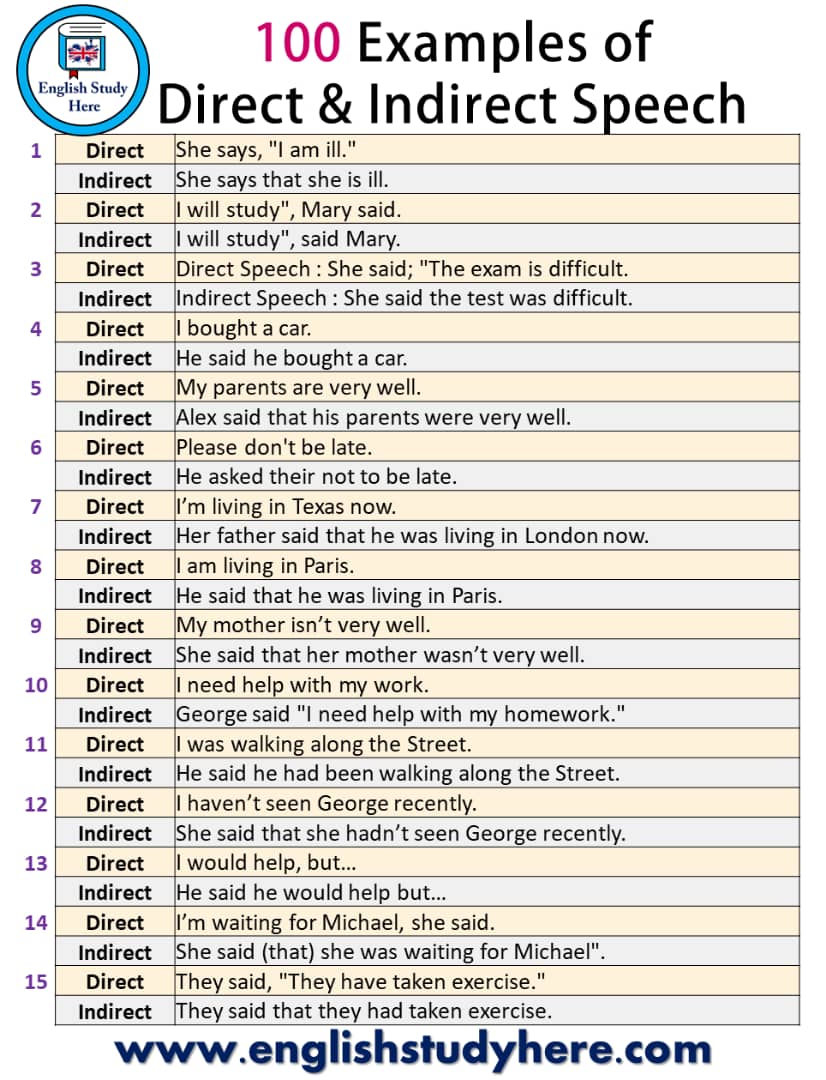 English Study
Here
100 Examples of
Direct & Indirect Speech
1 Direct She says, "I am ill."
Indirect She says that she is ill.
2 Direct I will study", Mary said.
Indirect I will study", said Mary.
3 Direct Direct Speech : She said; "The exam is difficult.
Indirect Indirect Speech : She said the test was difficult.
4 Direct I bought a car.
Indirect He said he bought a car.
5 Direct My parents are very well.
Indirect Alex said that his parents were very well.
6 Direct Please don't be late.
Indirect He asked their not to be late.
7 Direct I’m living in Texas now.
Indirect Her father said that he was living in London now.
8 Direct I am living in Paris.
Indirect He said that he was living in Paris.
9 Direct My mother isn’t very well.
Indirect She said that her mother wasn’t very well.
10 Direct I need help with my work.
Indirect George said "I need help with my homework."
11 Direct I was walking along the Street.
Indirect He said he had been walking along the Street.
12 Direct I haven’t seen George recently.
Indirect She said that she hadn’t seen George recently.
13 Direct I would help, but…
Indirect He said he would help but…
14 Direct I’m waiting for Michael, she said.
Indirect She said (that) she was waiting for Michael".
15 Direct They said, "They have taken exercise."
Indirect They said that they had taken exercise.
www.englishstudyhere.com